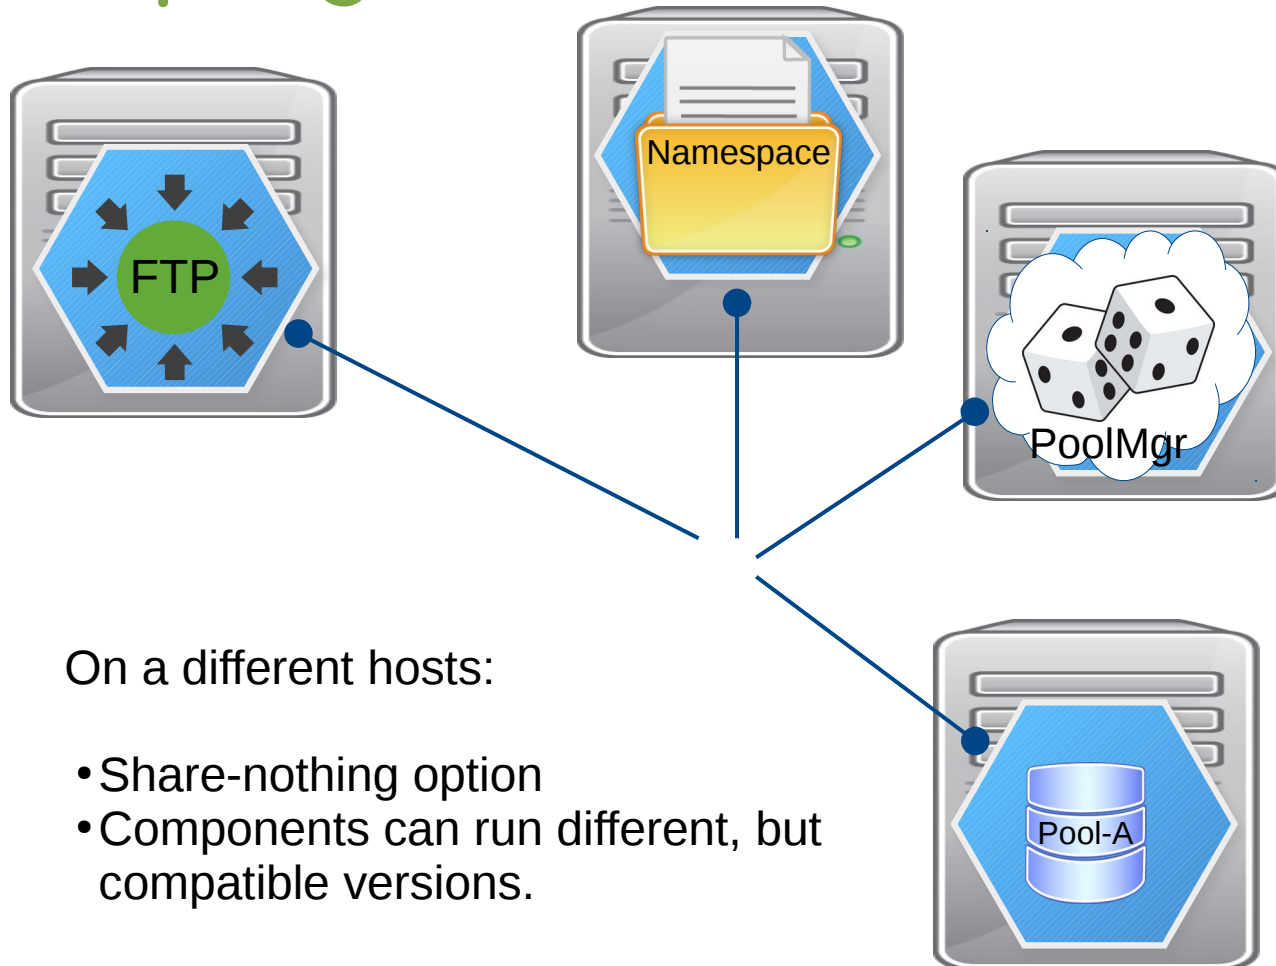 Namespace
FTP
PoolMgr
On a different hosts:
•Share-nothing option
•Components can run different, but
compatible versions.
Pool-A